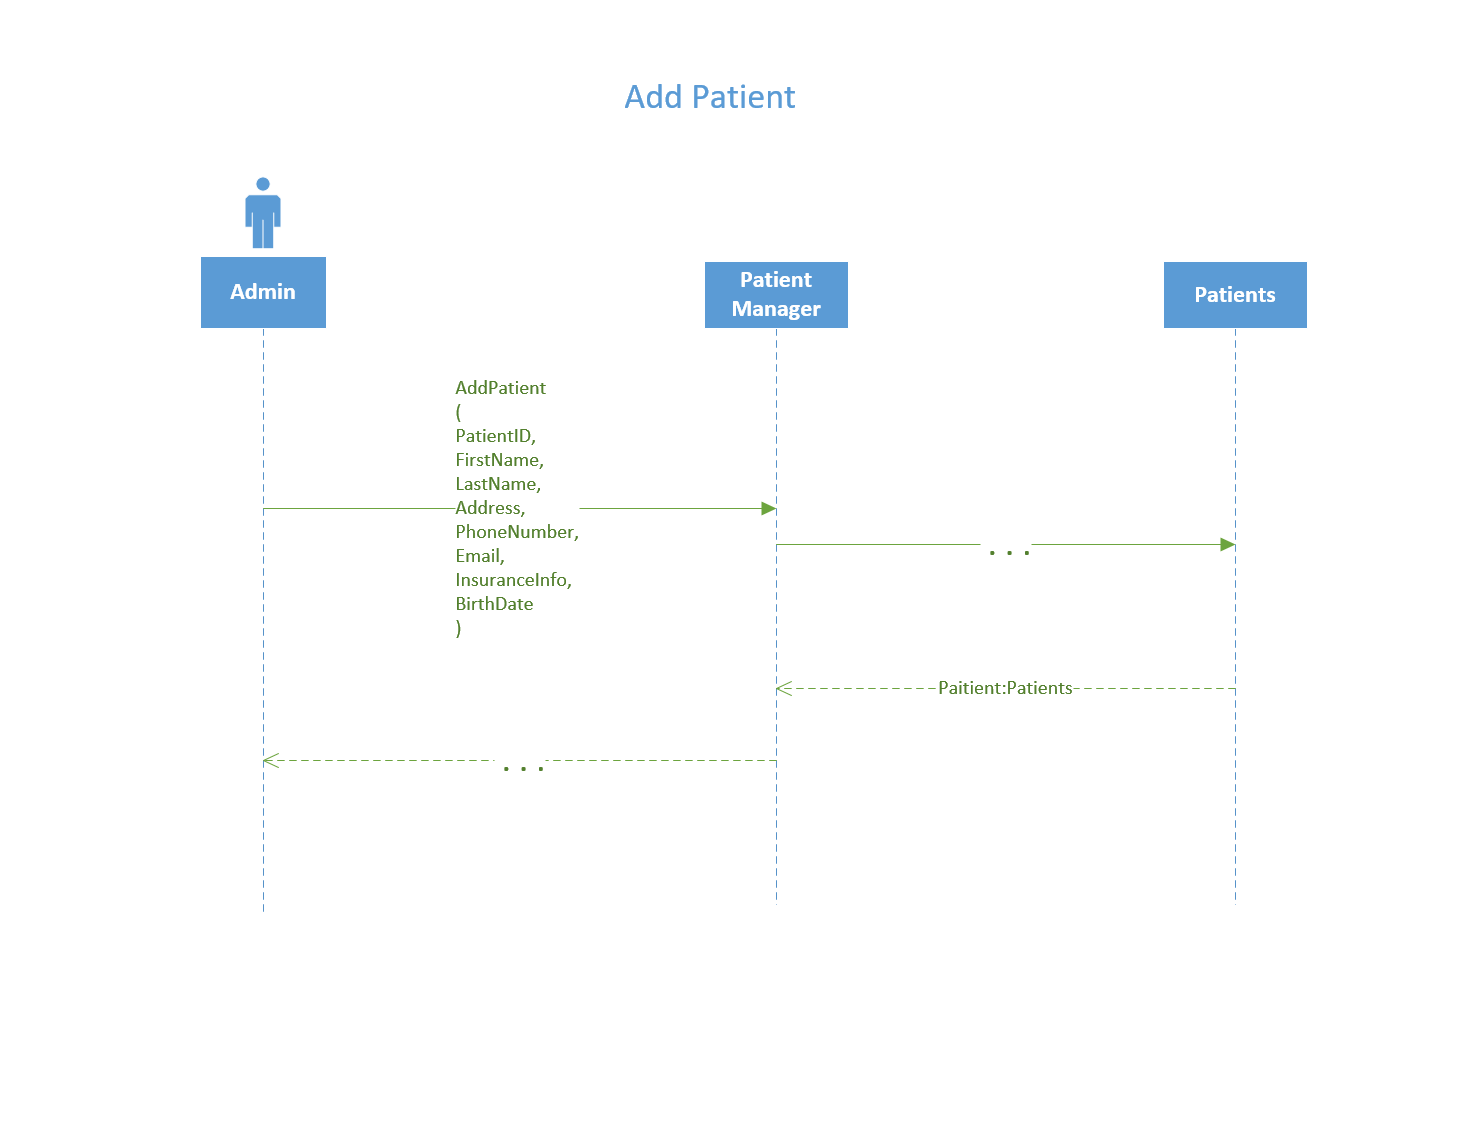 Add Patient
Admin
Patient
Manager
Patients
AddPatient
(
PatientID,
FirstName,
LastName,
Address,
PhoneNumber,
Email,
InsuranceInfo,
BirthDate
)
. . .
Paitient:Patients
. . .